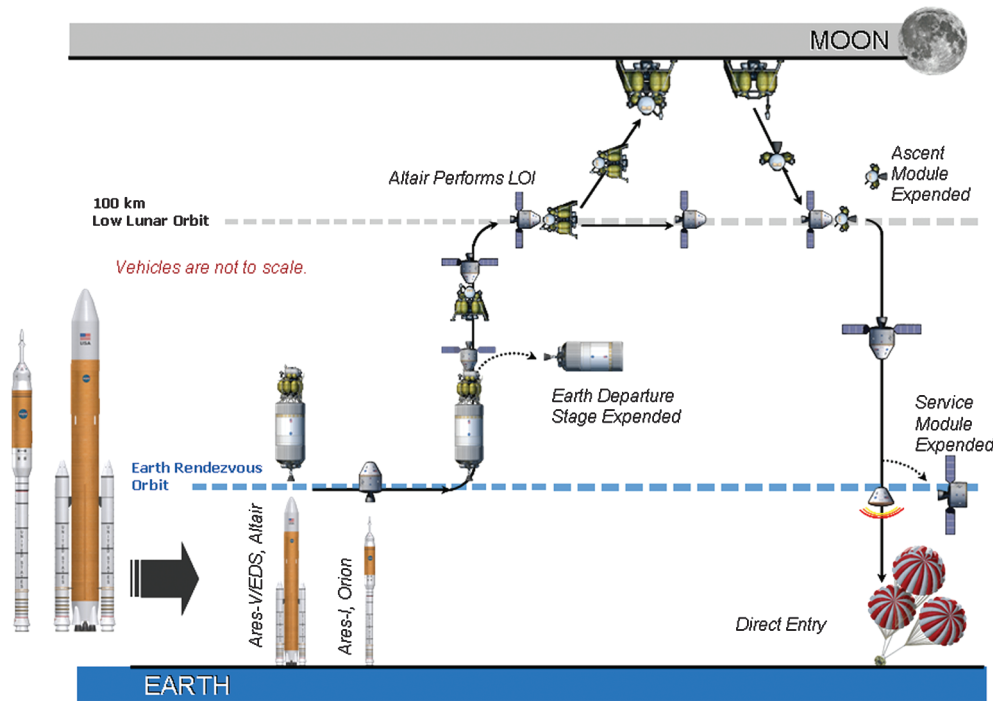 MOON
Ascent
Module
Expended
Altair Performs LOI
100 km
Low Lunar Orbit
Vehicles are not to scale.
USA
Earth Departure
Stage Expended
Service
Module
Expended
Earth Rendezvous
Orbit
Ares-V/EDS, Altair
Ares-I, Orion
Direct Entry
EARTH